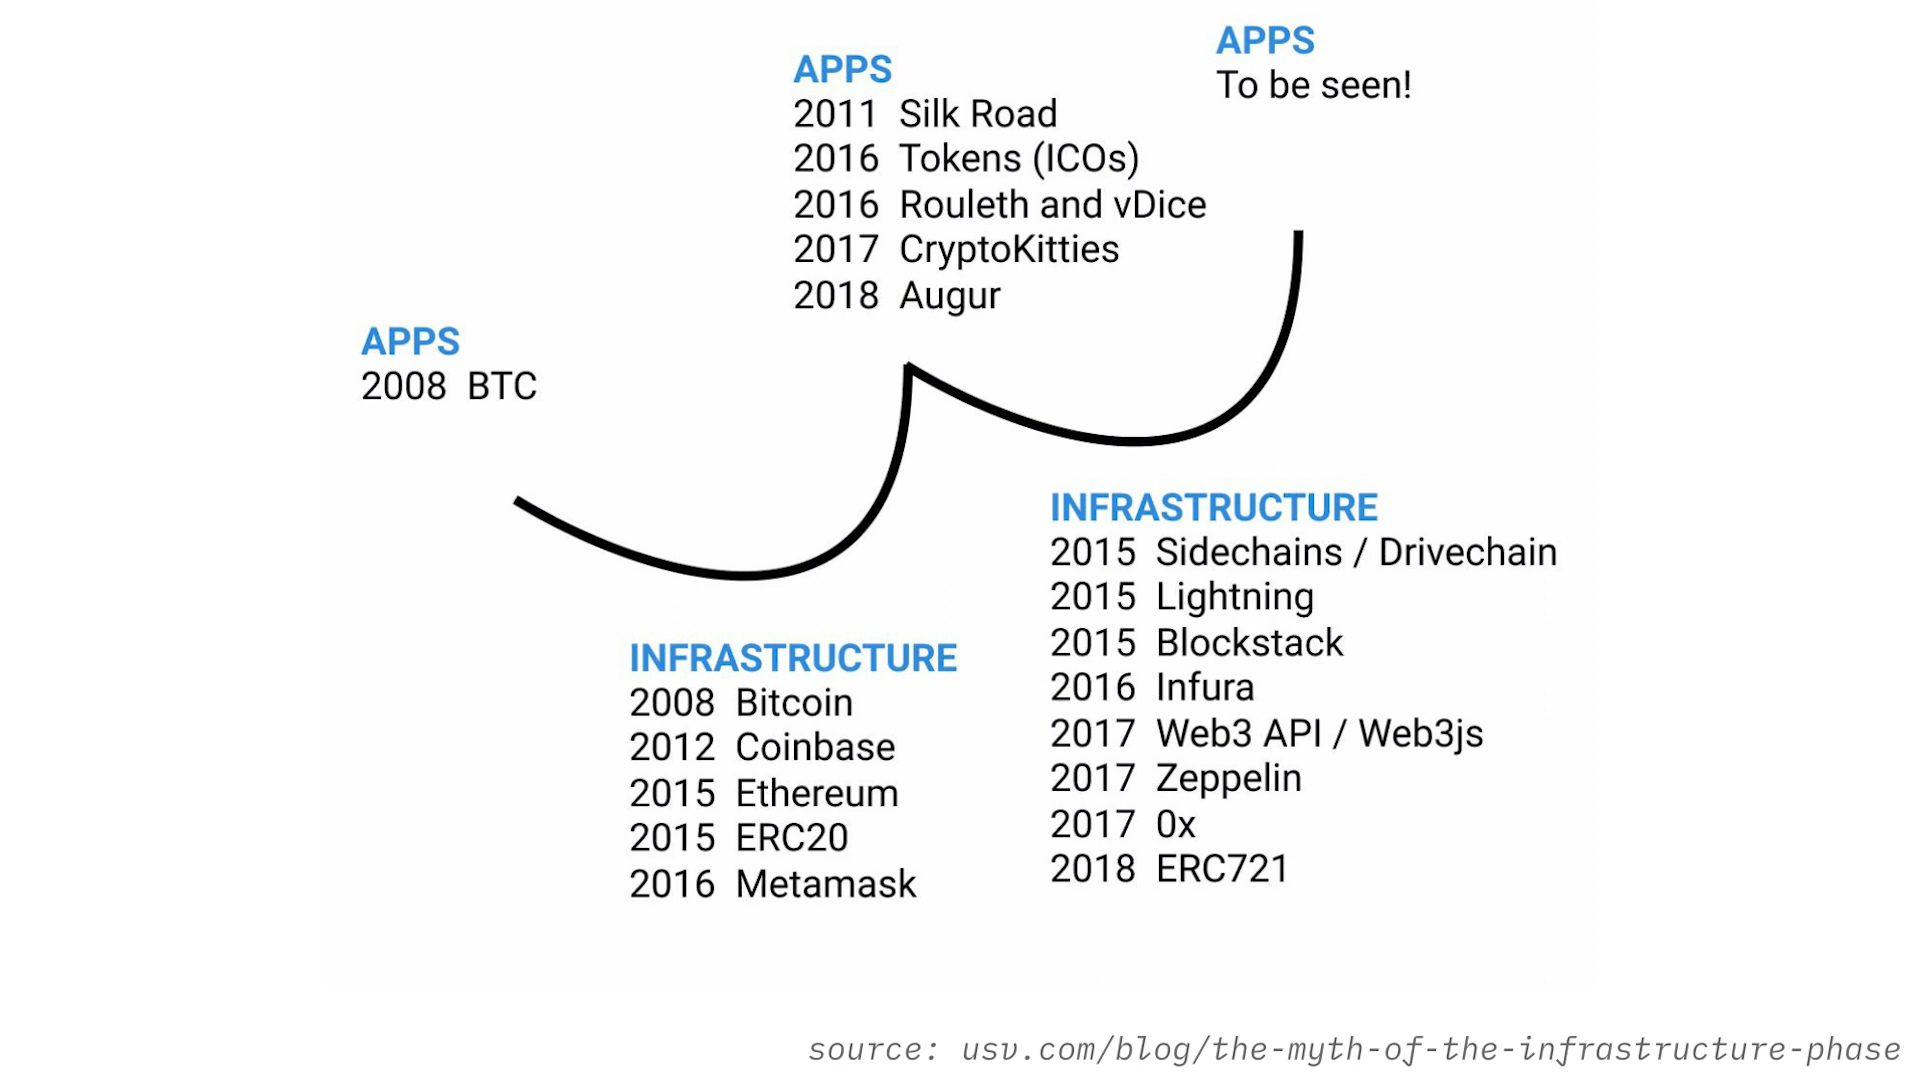 APPS
2008 BTC
APPS
2011 Silk Road
2016 Tokens (ICOs)
2016 Rouleth and vDice
2017 CryptoKitties
2018 Augur
APPS
To be seen!
INFRASTRUCTURE
2008 Bitcoin
2012 Coinbase
2015 Ethereum
2015 ERC20
2016 Metamask
INFRASTRUCTURE
2015 Sidechains / Drivechain
2015 Lightning
2015 Blockstack
2016 Infura
2017 Web3 API / Web3js
2017 Zeppelin
2017 0x
2018 ERC721
source: usv.com/blog/the-myth-of-the-infrastructure-phase